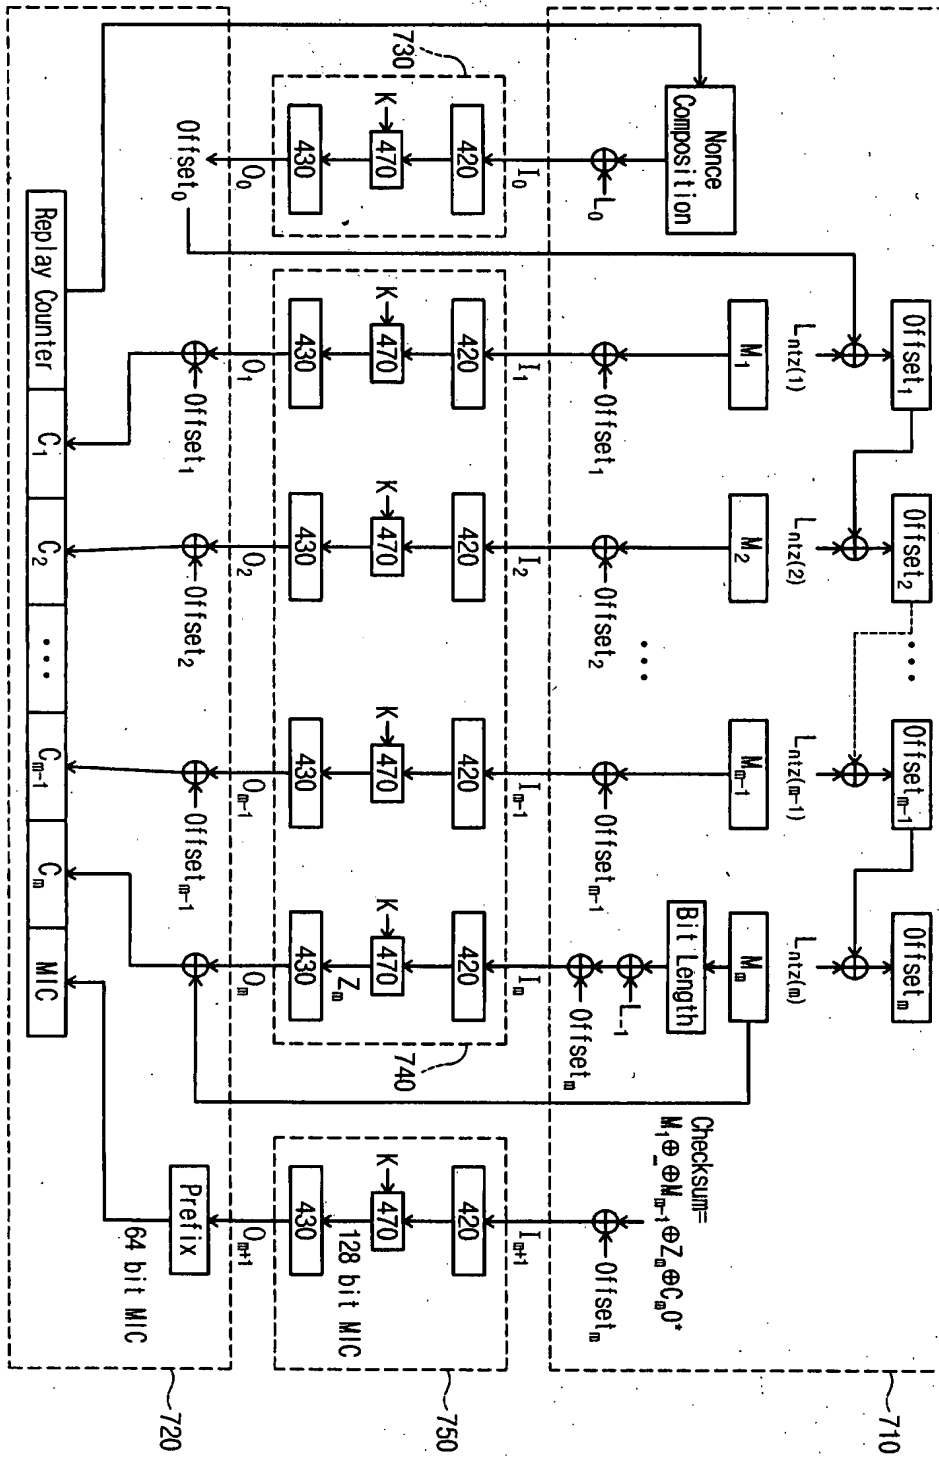 Offset₁
Offset₂
...
Offsetₘ₋₁
Offsetₘ
710
Nonce
Composition
L_ntz(1)
L_ntz(2)
L_ntz(m-1)
L_ntz(m)
M₁
M₂
Mₘ₋₁
Mₘ
Bit Length
Checksum=
M₁⊕_⊕Mₘ₋₁⊕Zₘ⊕Cₘ0*
⊕
L₀
Offset₁
Offset₂
...
Offsetₘ₋₁
L₋₁
Offsetₘ
Offsetₘ
I₀
I₁
I₂
Iₘ₋₁
Iₘ
Iₘ₊₁
730
740
750
420
420
420
420
420
420
K
470
K
470
K
470
K
470
K
470
K
470
Zₘ
128 bit MIC
430
430
430
430
430
430
O₀
O₁
O₂
Oₘ₋₁
Oₘ
Oₘ₊₁
Offset₀
Offset₁
Offset₂
Offsetₘ₋₁
Prefix
64 bit MIC
720
Replay Counter
C₁
C₂
...
Cₘ₋₁
Cₘ
MIC